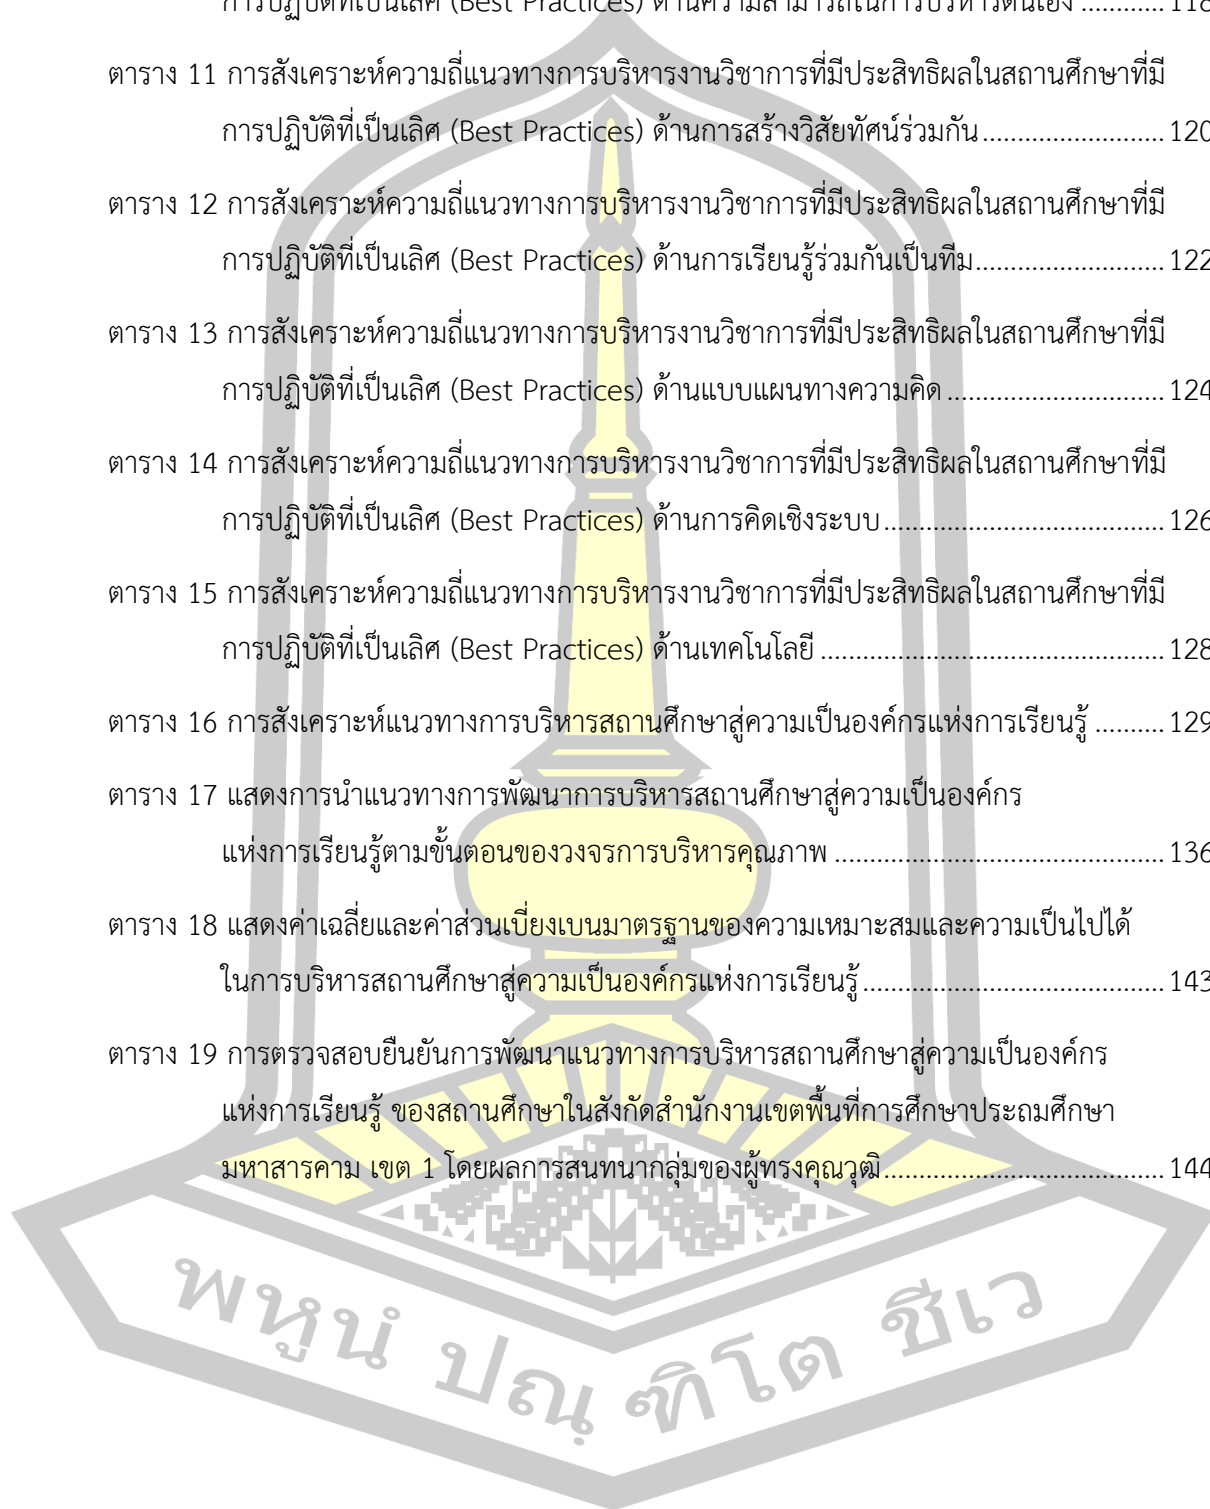 การปฏิบัติที่เป็นเลิศ (Best Practices) ด้านความสามารถในการบริหารตนเอง ............ 118
ตาราง 11 การสังเคราะห์ความถี่แนวทางการบริหารงานวิชาการที่มีประสิทธิผลในสถานศึกษาที่มี
การปฏิบัติที่เป็นเลิศ (Best Practices) ด้านการสร้างวิสัยทัศน์ร่วมกัน .......................... 120
ตาราง 12 การสังเคราะห์ความถี่แนวทางการบริหารงานวิชาการที่มีประสิทธิผลในสถานศึกษาที่มี
การปฏิบัติที่เป็นเลิศ (Best Practices) ด้านการเรียนรู้ร่วมกันเป็นทีม........................... 122
ตาราง 13 การสังเคราะห์ความถี่แนวทางการบริหารงานวิชาการที่มีประสิทธิผลในสถานศึกษาที่มี
การปฏิบัติที่เป็นเลิศ (Best Practices) ด้านแบบแผนทางความคิด ............................... 124
ตาราง 14 การสังเคราะห์ความถี่แนวทางการบริหารงานวิชาการที่มีประสิทธิผลในสถานศึกษาที่มี
การปฏิบัติที่เป็นเลิศ (Best Practices) ด้านการคิดเชิงระบบ........................................ 126
ตาราง 15 การสังเคราะห์ความถี่แนวทางการบริหารงานวิชาการที่มีประสิทธิผลในสถานศึกษาที่มี
การปฏิบัติที่เป็นเลิศ (Best Practices) ด้านเทคโนโลยี ................................................. 128
ตาราง 16 การสังเคราะห์แนวทางการบริหารสถานศึกษาสู่ความเป็นองค์กรแห่งการเรียนรู้ .......... 129
ตาราง 17 แสดงการนำแนวทางการพัฒนาการบริหารสถานศึกษาสู่ความเป็นองค์กร
แห่งการเรียนรู้ตามขั้นตอนของวงจรการบริหารคุณภาพ ............................................... 136
ตาราง 18 แสดงค่าเฉลี่ยและค่าส่วนเบี่ยงเบนมาตรฐานของความเหมาะสมและความเป็นไปได้
ในการบริหารสถานศึกษาสู่ความเป็นองค์กรแห่งการเรียนรู้ ........................................... 143
ตาราง 19 การตรวจสอบยืนยันการพัฒนาแนวทางการบริหารสถานศึกษาสู่ความเป็นองค์กร
แห่งการเรียนรู้ ของสถานศึกษาในสังกัดสำนักงานเขตพื้นที่การศึกษาประถมศึกษา
มหาสารคาม เขต 1 โดยผลการสนทนากลุ่มของผู้ทรงคุณวุฒิ........................................ 144
พหูนํ ปณฺฑิโต ชีเว